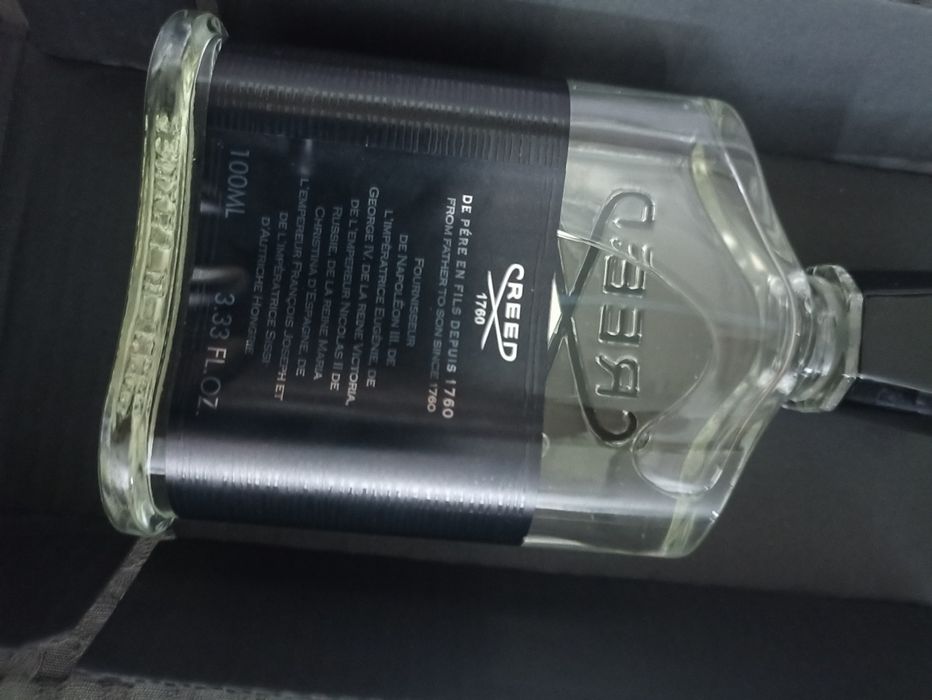 CREED
CREED
1760
DE PÈRE EN FILS DEPUIS 1760
FROM FATHER TO SON SINCE 1760
FOURNISSEUR
DE NAPOLÉON III, DE
L'IMPÉRATRICE EUGÉNIE, DE
GEORGE IV, DE LA REINE VICTORIA,
DE L'EMPEREUR NICOLAS II DE
RUSSIE, DE LA REINE MARIA
CHRISTINA D'ESPAGNE, DE
L'EMPEREUR FRANÇOIS JOSEPH ET
DE L'IMPÉRATRICE SISSI
D'AUTRICHE HONGRIE
100ML 3.33 FL.OZ.